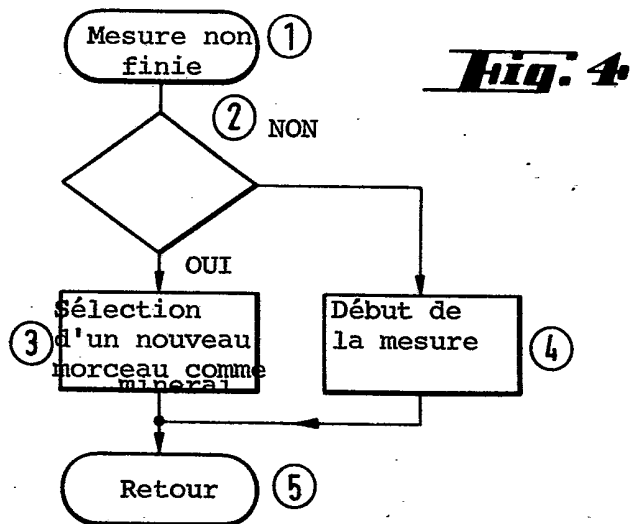 Mesure non
finie
1
Fig. 4
2
NON
OUI
Sélection
d'un nouveau
morceau comme
minerai
3
Début de
la mesure
4
Retour
5